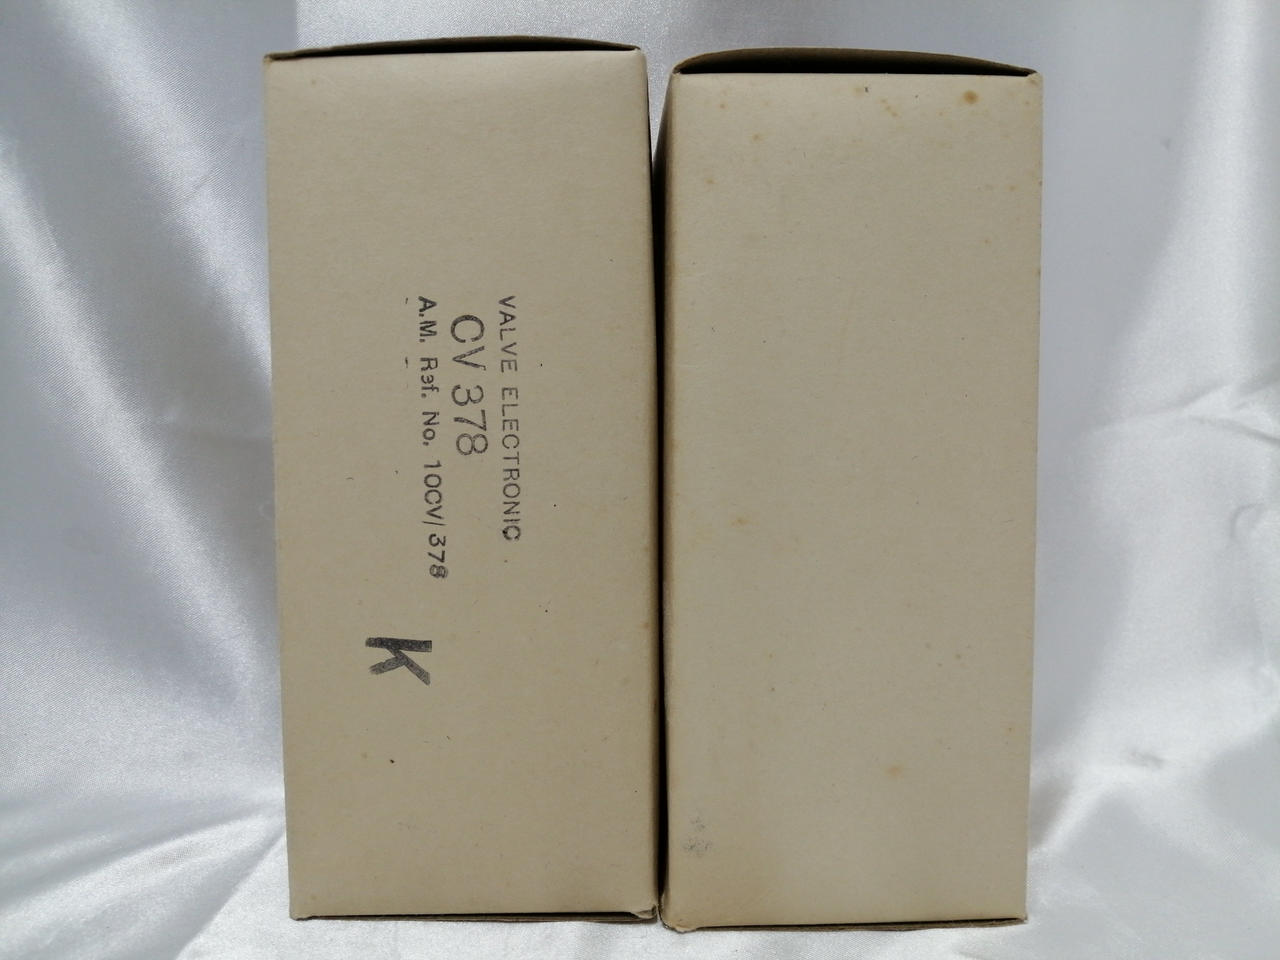 VALVE ELECTRONIC
CV 378
A.M. Ref. No. 10CV/378
K